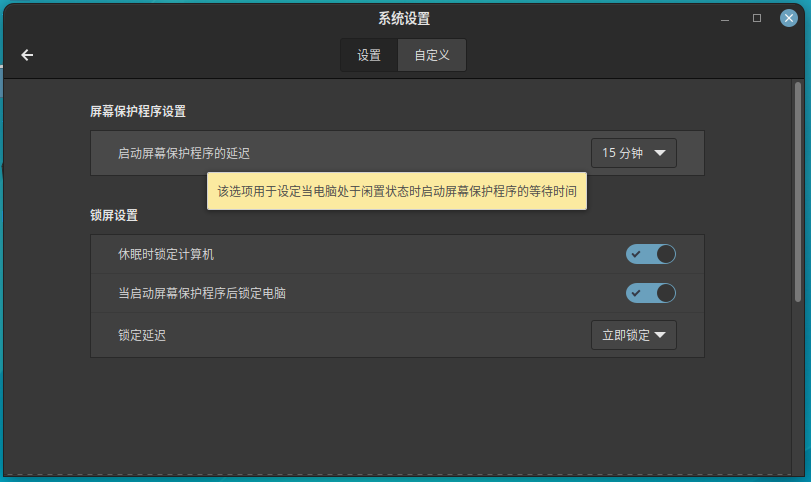 系统设置
设置
自定义
屏幕保护程序设置
启动屏幕保护程序的延迟
15 分钟
该选项用于设定当电脑处于闲置状态时启动屏幕保护程序的等待时间
锁屏设置
休眠时锁定计算机
当启动屏幕保护程序后锁定电脑
锁定延迟
立即锁定